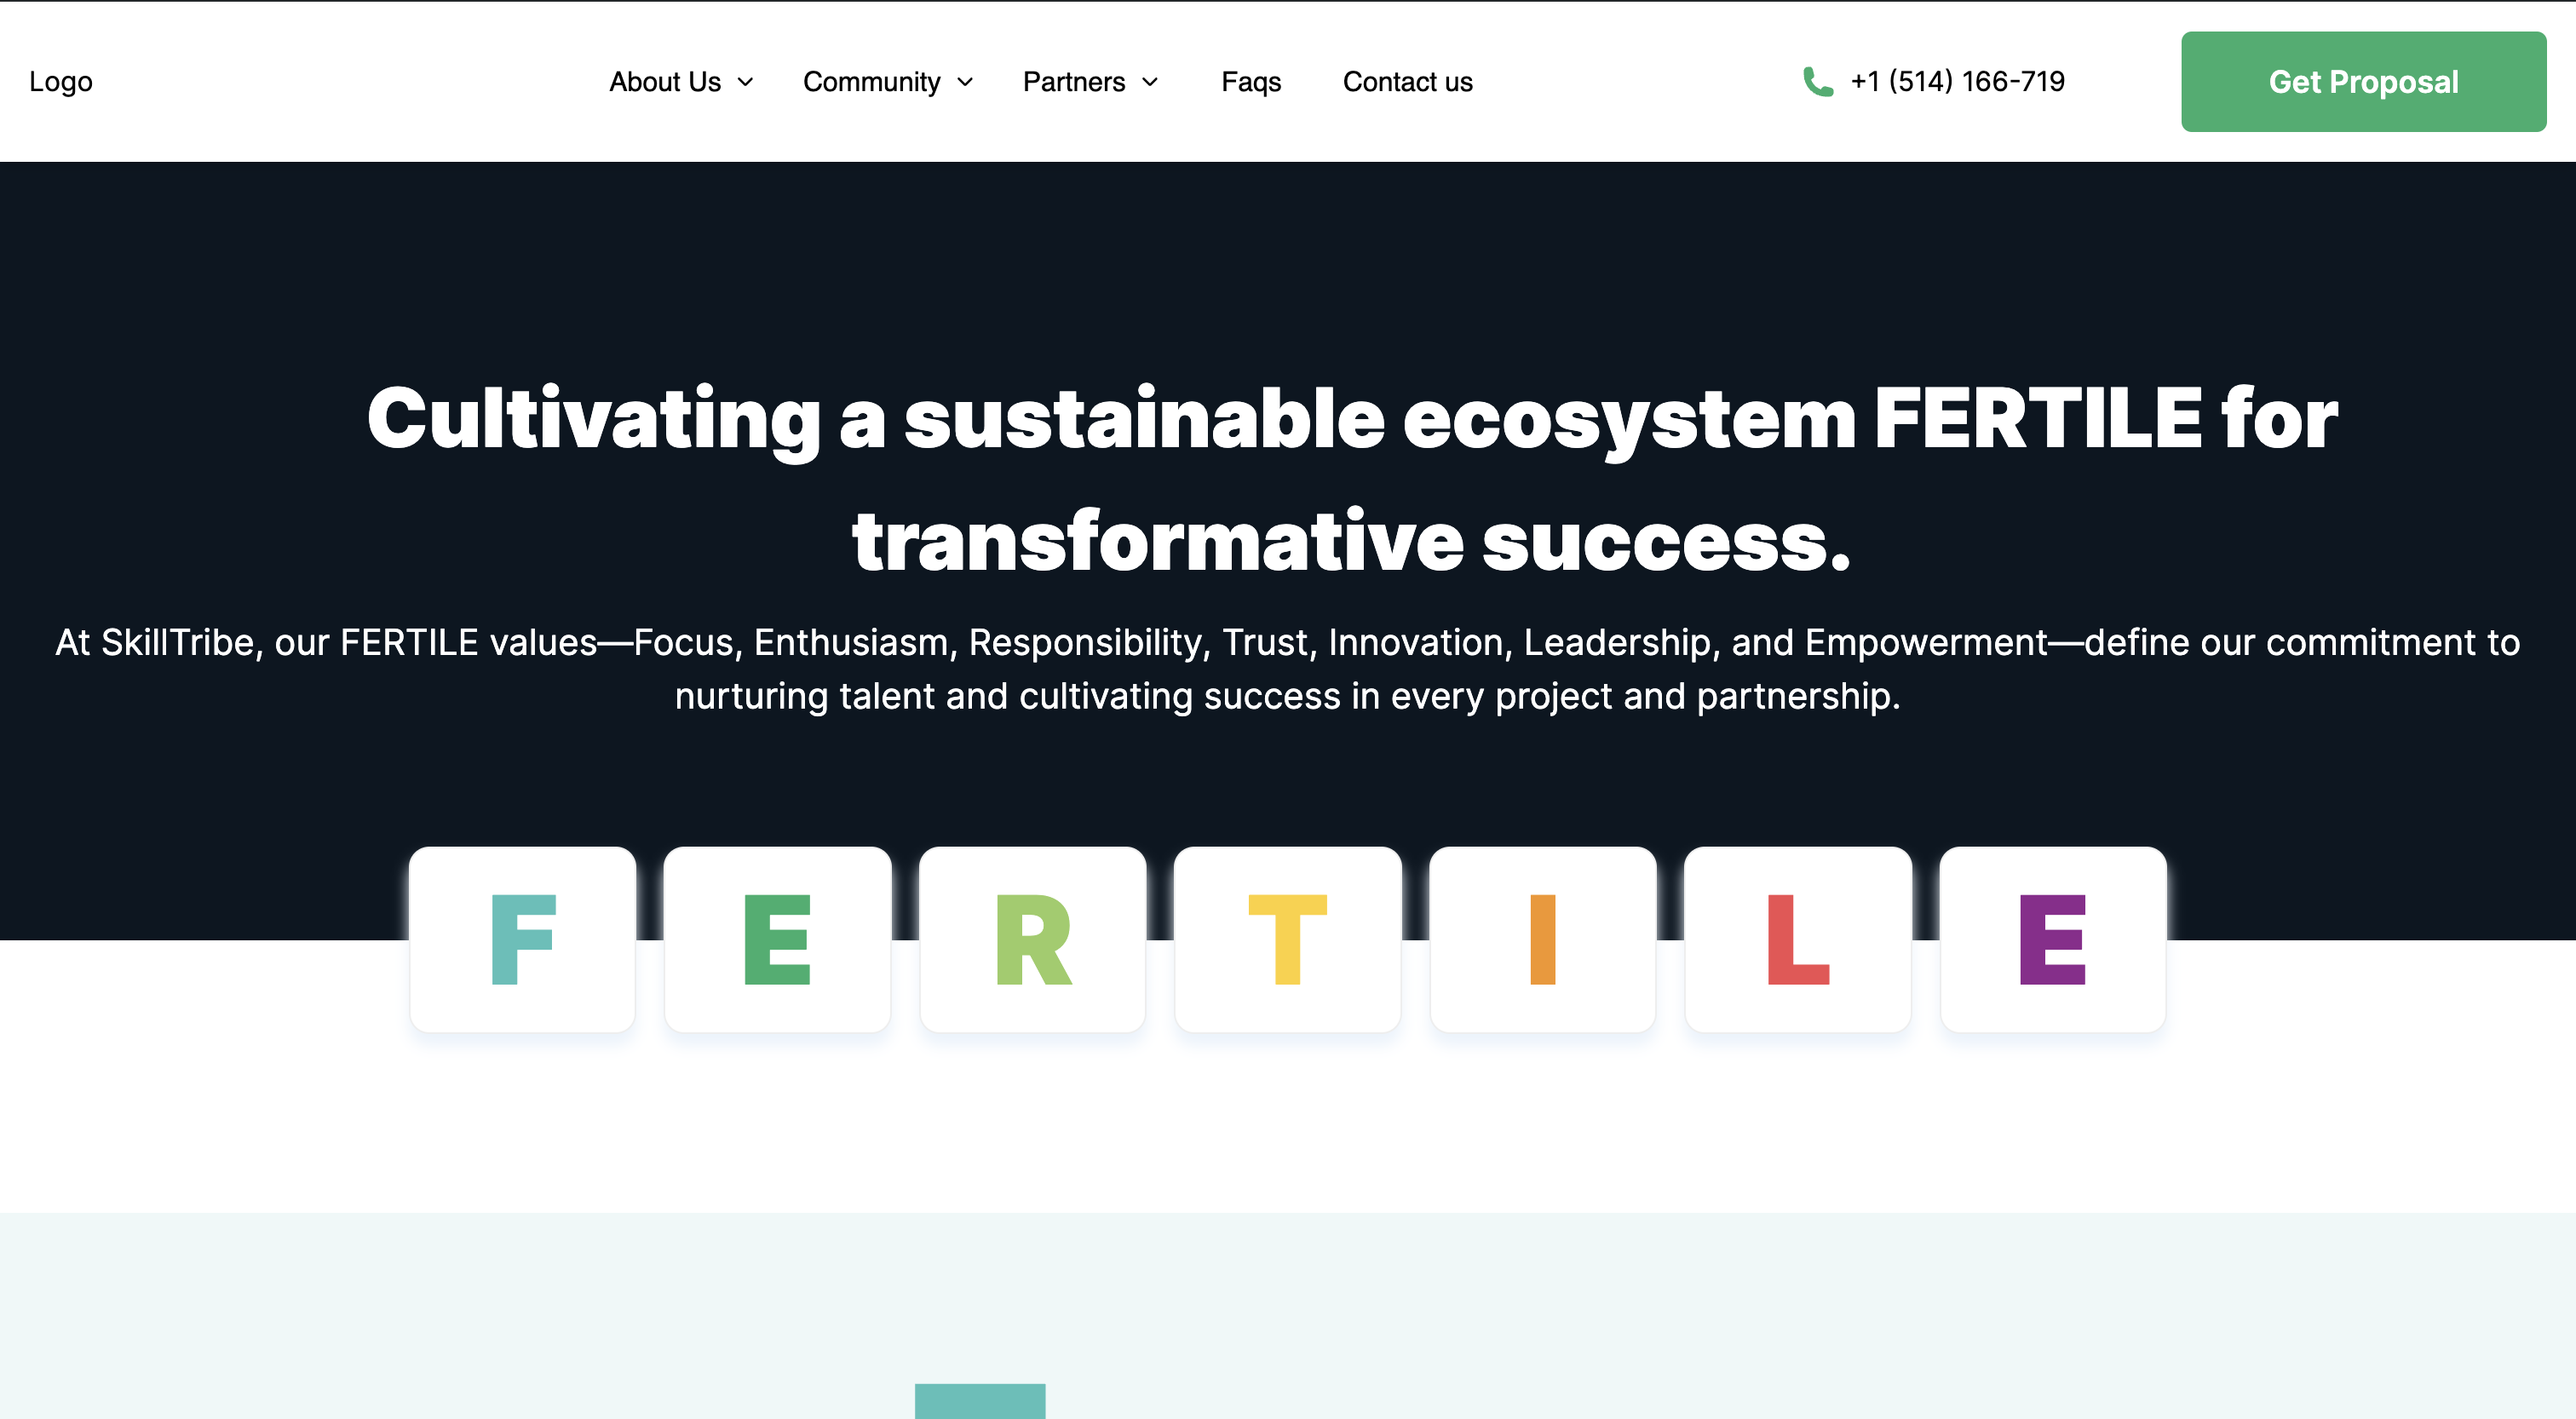 Logo
About Us
Community
Partners
Faqs
Contact us
+1 (514) 166-719
Get Proposal
Cultivating a sustainable ecosystem FERTILE for
transformative success.
At SkillTribe, our FERTILE values—Focus, Enthusiasm, Responsibility, Trust, Innovation, Leadership, and Empowerment—define our commitment to
nurturing talent and cultivating success in every project and partnership.
F E R T I L E